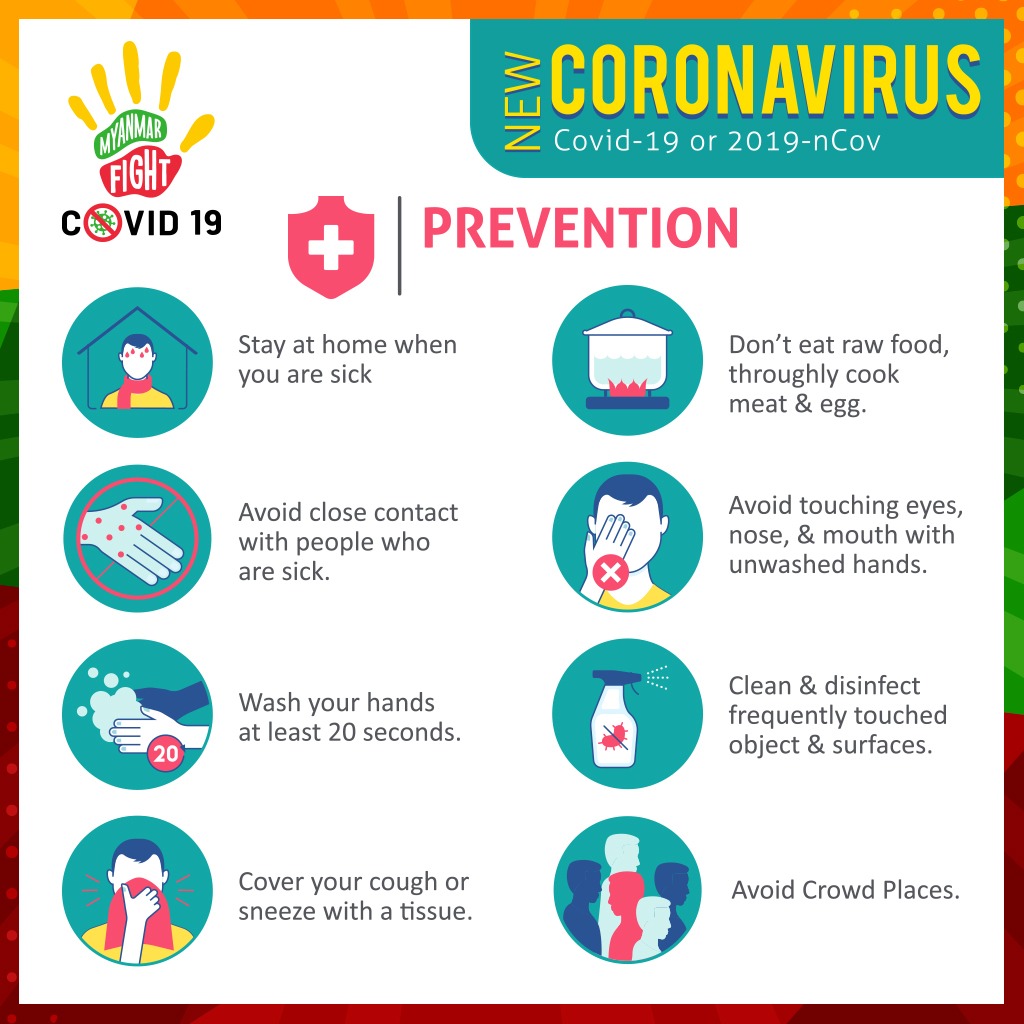 MYANMAR
FIGHT
COVID 19
NEW
CORONAVIRUS
Covid-19 or 2019-nCov
PREVENTION
Stay at home when
you are sick
Avoid close contact
with people who
are sick.
Wash your hands
at least 20 seconds.
20
Cover your cough or
sneeze with a tissue.
Don't eat raw food,
throughly cook
meat & egg.
Avoid touching eyes,
nose, & mouth with
unwashed hands.
Clean & disinfect
frequently touched
object & surfaces.
Avoid Crowd Places.